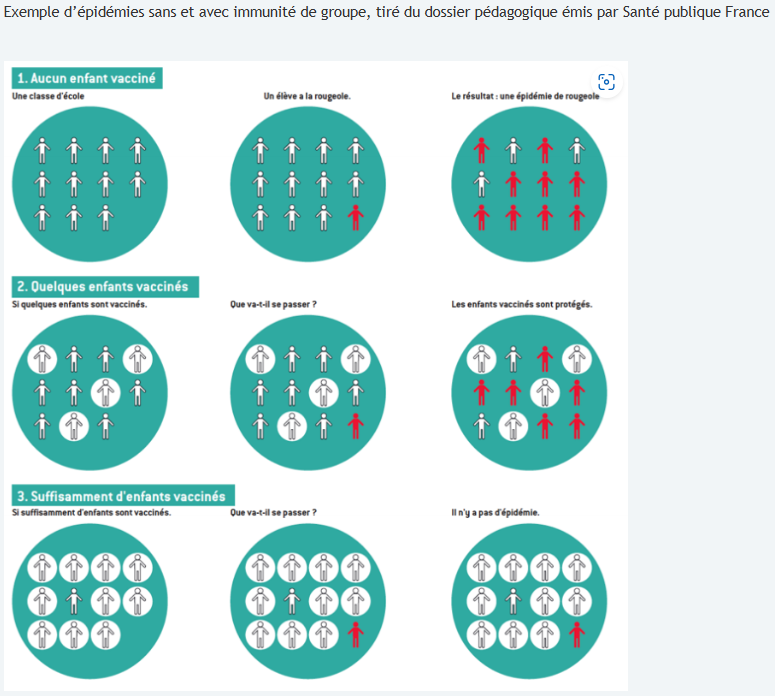 Exemple d'épidémies sans et avec immunité de groupe, tiré du dossier pédagogique émis par Santé publique France
1. Aucun enfant vacciné
Une classe d'école
Un élève a la rougeole.
Le résultat : une épidémie de rougeole
2. Quelques enfants vaccinés
Si quelques enfants sont vaccinés.
Que va-t-il se passer ?
Les enfants vaccinés sont protégés.
3. Suffisamment d'enfants vaccinés
Si suffisamment d'enfants sont vaccinés.
Que va-t-il se passer ?
Il n'y a pas d'épidémie.